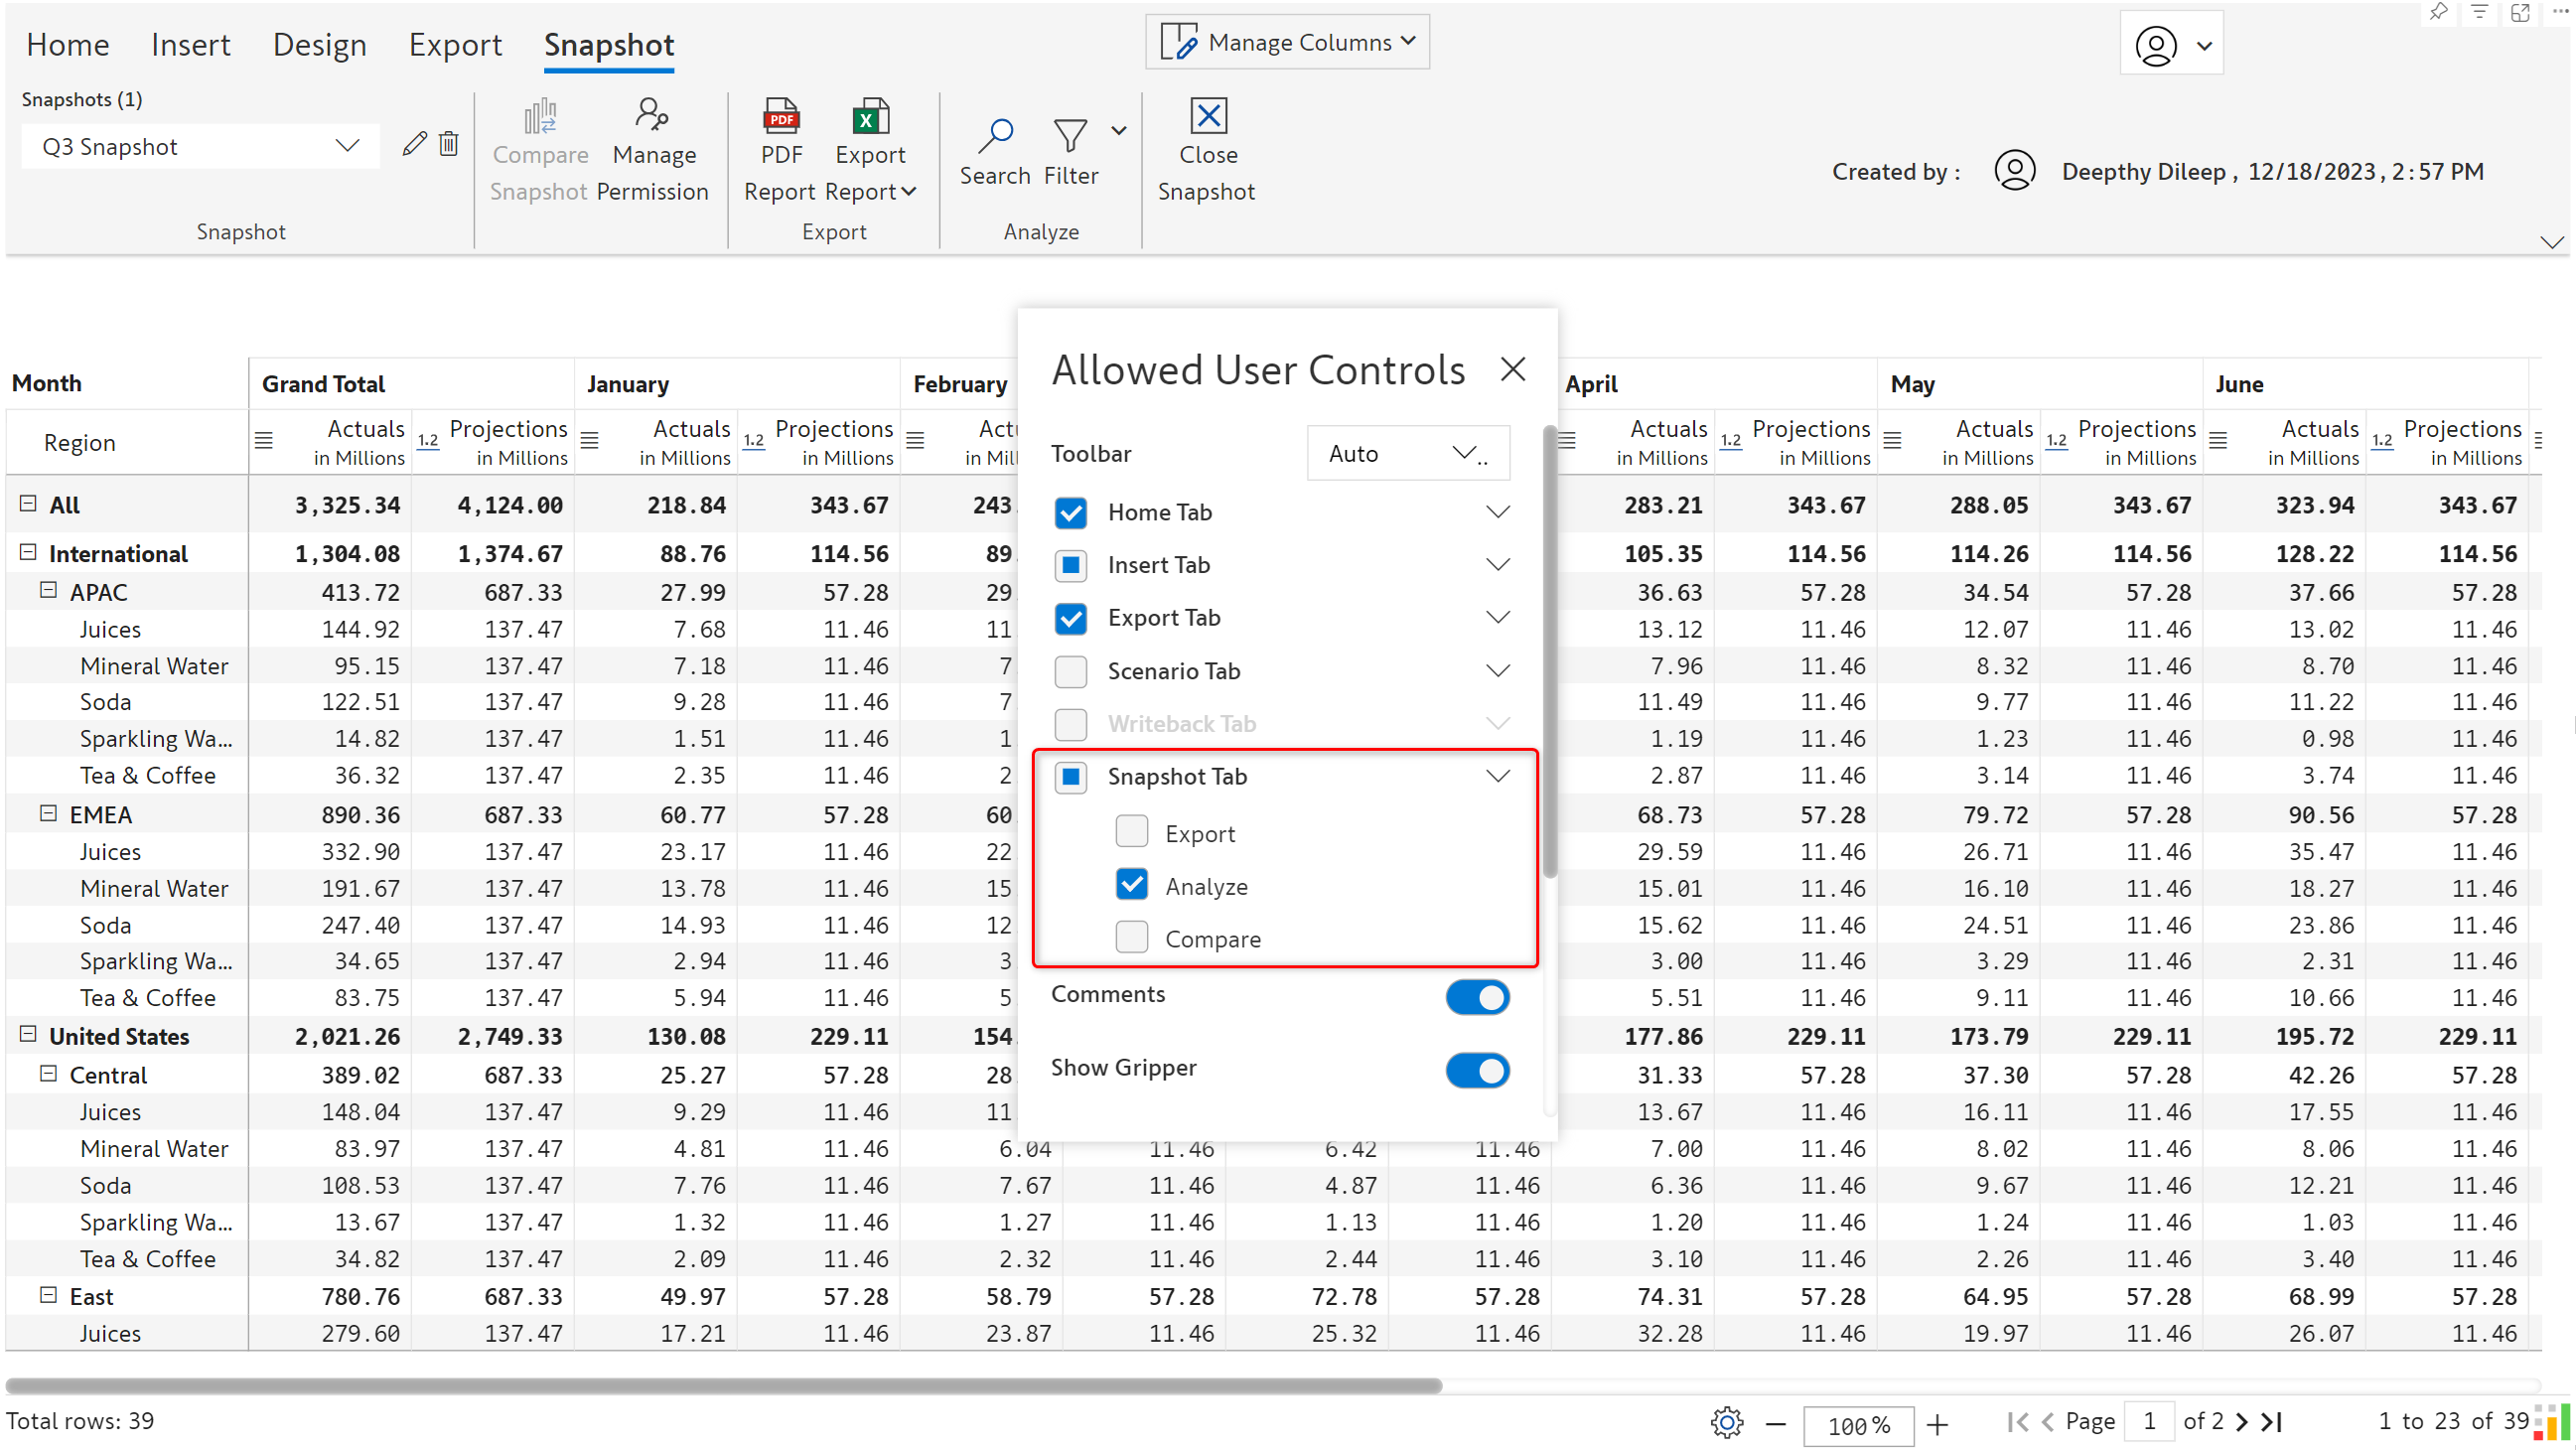 Home Insert Design Export Snapshot
Manage Columns
Snapshots (1)
Q3 Snapshot
Compare Snapshot
Manage Permission
PDF
PDF Report
X
Export Report
Search
Filter
Close Snapshot
Snapshot
Export
Analyze
Created by : Deepthy Dileep , 12/18/2023, 2:57 PM
Month Grand Total January February April May June
Region Actuals 1.2 Projections Actuals 1.2 Projections Actuals 1.2 Projections Actuals 1.2 Projections Actuals 1.2 Projections
in Millions in Millions in Millions in Millions in Millions in Millions in Millions in Millions in Millions in Millions
All 3,325.34 4,124.00 218.84 343.67 243. 283.21 343.67 288.05 343.67 323.94 343.67
International 1,304.08 1,374.67 88.76 114.56 89 105.35 114.56 114.26 114.56 128.22 114.56
APAC 413.72 687.33 27.99 57.28 29 36.63 57.28 34.54 57.28 37.66 57.28
Juices 144.92 137.47 7.68 11.46 11 13.12 11.46 12.07 11.46 13.02 11.46
Mineral Water 95.15 137.47 7.18 11.46 7 7.96 11.46 8.32 11.46 8.70 11.46
Soda 122.51 137.47 9.28 11.46 7 11.49 11.46 9.77 11.46 11.22 11.46
Sparkling Wa... 14.82 137.47 1.51 11.46 1 1.19 11.46 1.23 11.46 0.98 11.46
Tea & Coffee 36.32 137.47 2.35 11.46 2 2.87 11.46 3.14 11.46 3.74 11.46
EMEA 890.36 687.33 60.77 57.28 60 68.73 57.28 79.72 57.28 90.56 57.28
Juices 332.90 137.47 23.17 11.46 22 29.59 11.46 26.71 11.46 35.47 11.46
Mineral Water 191.67 137.47 13.78 11.46 15 15.01 11.46 16.10 11.46 18.27 11.46
Soda 247.40 137.47 14.93 11.46 12 15.62 11.46 24.51 11.46 23.86 11.46
Sparkling Wa... 34.65 137.47 2.94 11.46 3 3.00 11.46 3.29 11.46 2.31 11.46
Tea & Coffee 83.75 137.47 5.94 11.46 5 5.51 11.46 9.11 11.46 10.66 11.46
United States 2,021.26 2,749.33 130.08 229.11 154 177.86 229.11 173.79 229.11 195.72 229.11
Central 389.02 687.33 25.27 57.28 28 31.33 57.28 37.30 57.28 42.26 57.28
Juices 148.04 137.47 9.29 11.46 11 13.67 11.46 16.11 11.46 17.55 11.46
Mineral Water 83.97 137.47 4.81 11.46 6.04 11.46 6.42 11.46 7.00 11.46 8.02 11.46 8.06 11.46
Soda 108.53 137.47 7.76 11.46 7.67 11.46 4.87 11.46 6.36 11.46 9.67 11.46 12.21 11.46
Sparkling Wa... 13.67 137.47 1.32 11.46 1.27 11.46 1.13 11.46 1.20 11.46 1.24 11.46 1.03 11.46
Tea & Coffee 34.82 137.47 2.09 11.46 2.32 11.46 2.44 11.46 3.10 11.46 2.26 11.46 3.40 11.46
East 780.76 687.33 49.97 57.28 58.79 57.28 72.78 57.28 74.31 57.28 64.95 57.28 68.99 57.28
Juices 279.60 137.47 17.21 11.46 23.87 11.46 25.32 11.46 32.28 11.46 19.97 11.46 26.07 11.46
Allowed User Controls
Toolbar Auto ..
Home Tab
Insert Tab
Export Tab
Scenario Tab
Writeback Tab
Snapshot Tab
Export
Analyze
Compare
Comments
Show Gripper
Total rows: 39 100 % Page 1 of 2 1 to 23 of 39